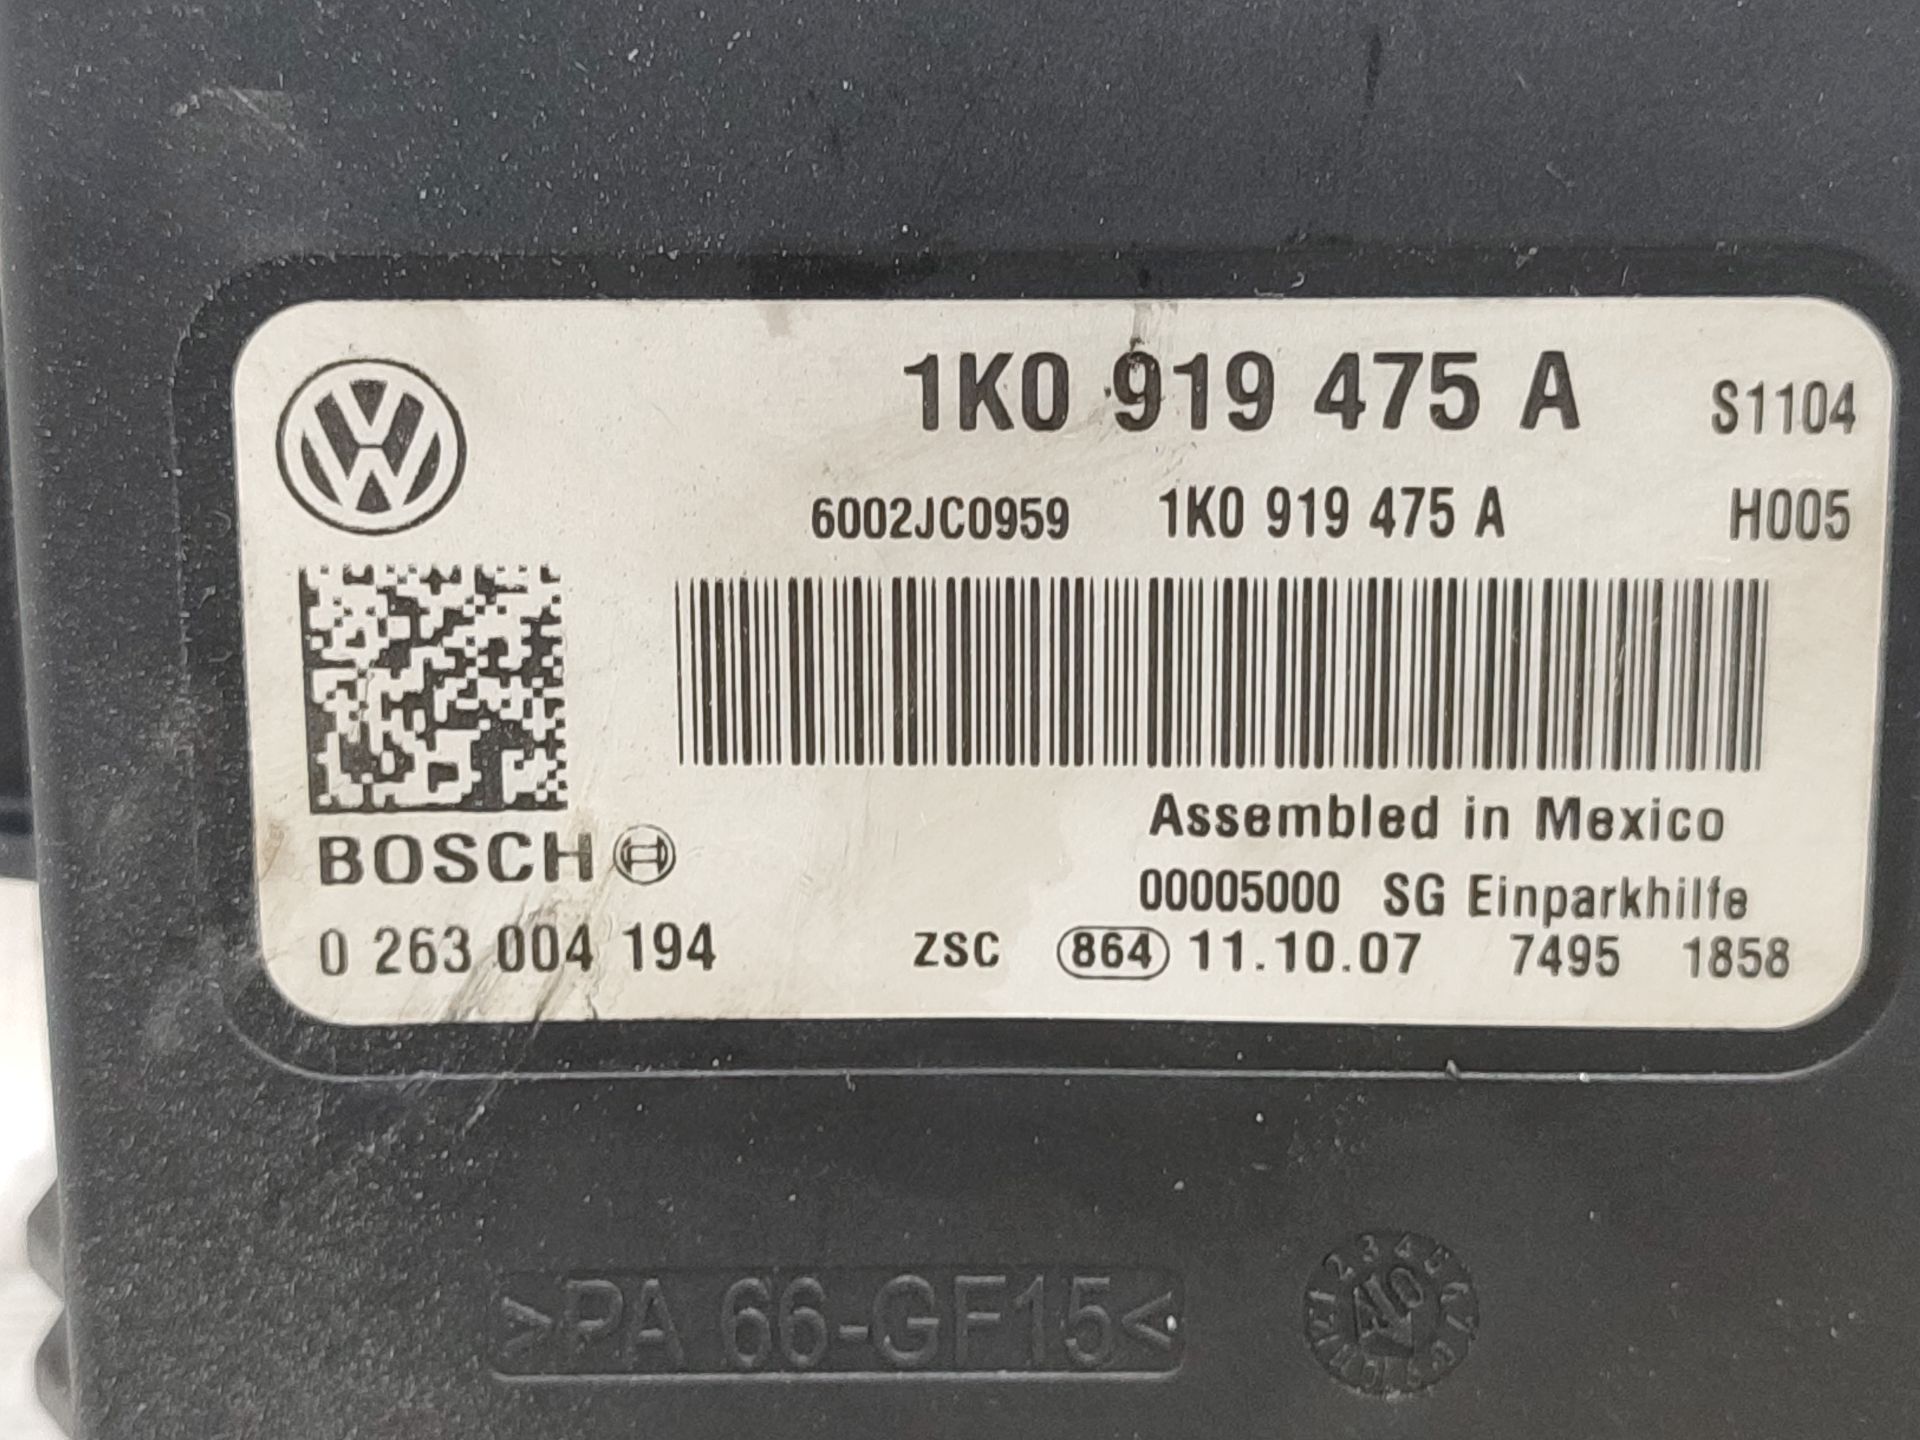 1K0 919 475 A S1104
6002JC0959 1K0 919 475 A H005
Assembled in Mexico
BOSCH
00005000 SG Einparkhilfe
0 263 004 194 ZSC 864 11.10.07 7495 1858
>PA 66-GF15<